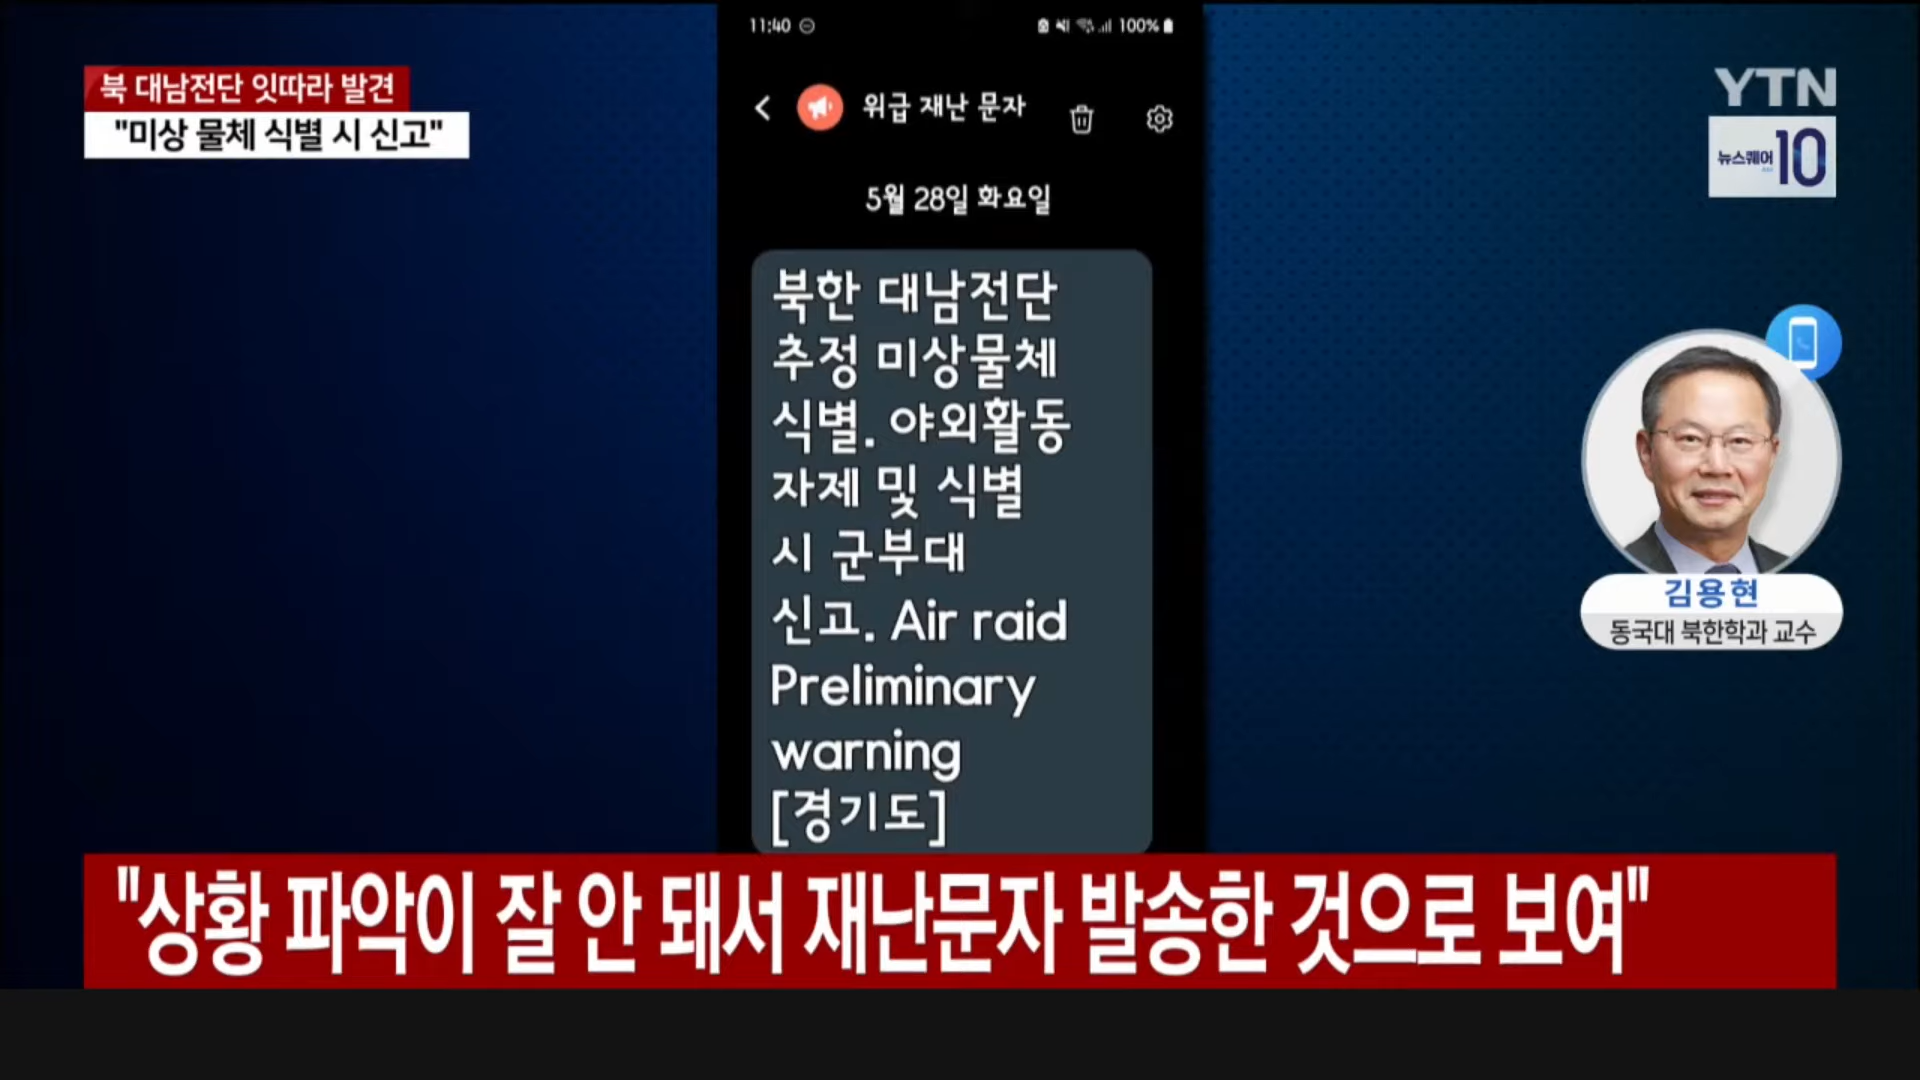 11:40
100%
북 대남전단 잇따라 발견
"미상 물체 식별 시 신고"
위급 재난 문자
YTN
뉴스퀘어
10
5월 28일 화요일
북한 대남전단
추정 미상물체
식별. 야외활동
자제 및 식별
시 군부대
신고. Air raid
Preliminary
warning
[경기도]
김용현
동국대 북한학과 교수
"상황 파악이 잘 안 돼서 재난문자 발송한 것으로 보여"